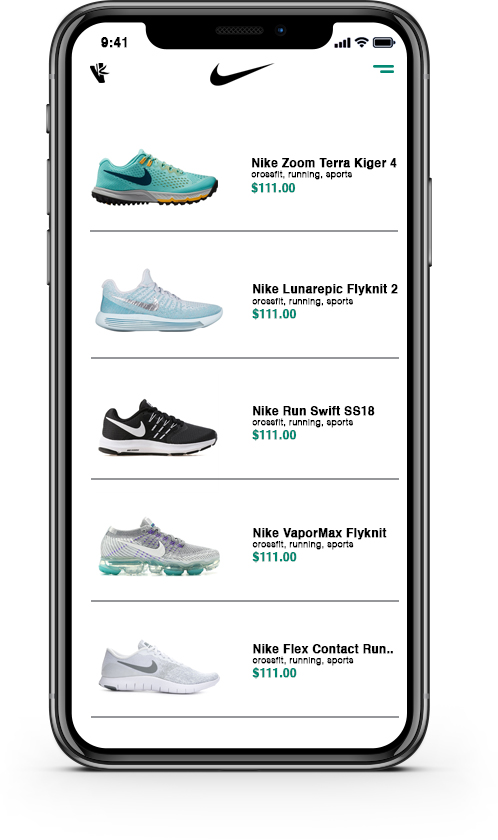 9:41
Nike Zoom Terra Kiger 4
crossfit, running, sports
$111.00
Nike Lunarepic Flyknit 2
crossfit, running, sports
$111.00
Nike Run Swift SS18
crossfit, running, sports
$111.00
Nike VaporMax Flyknit
crossfit, running, sports
$111.00
Nike Flex Contact Run..
crossfit, running, sports
$111.00